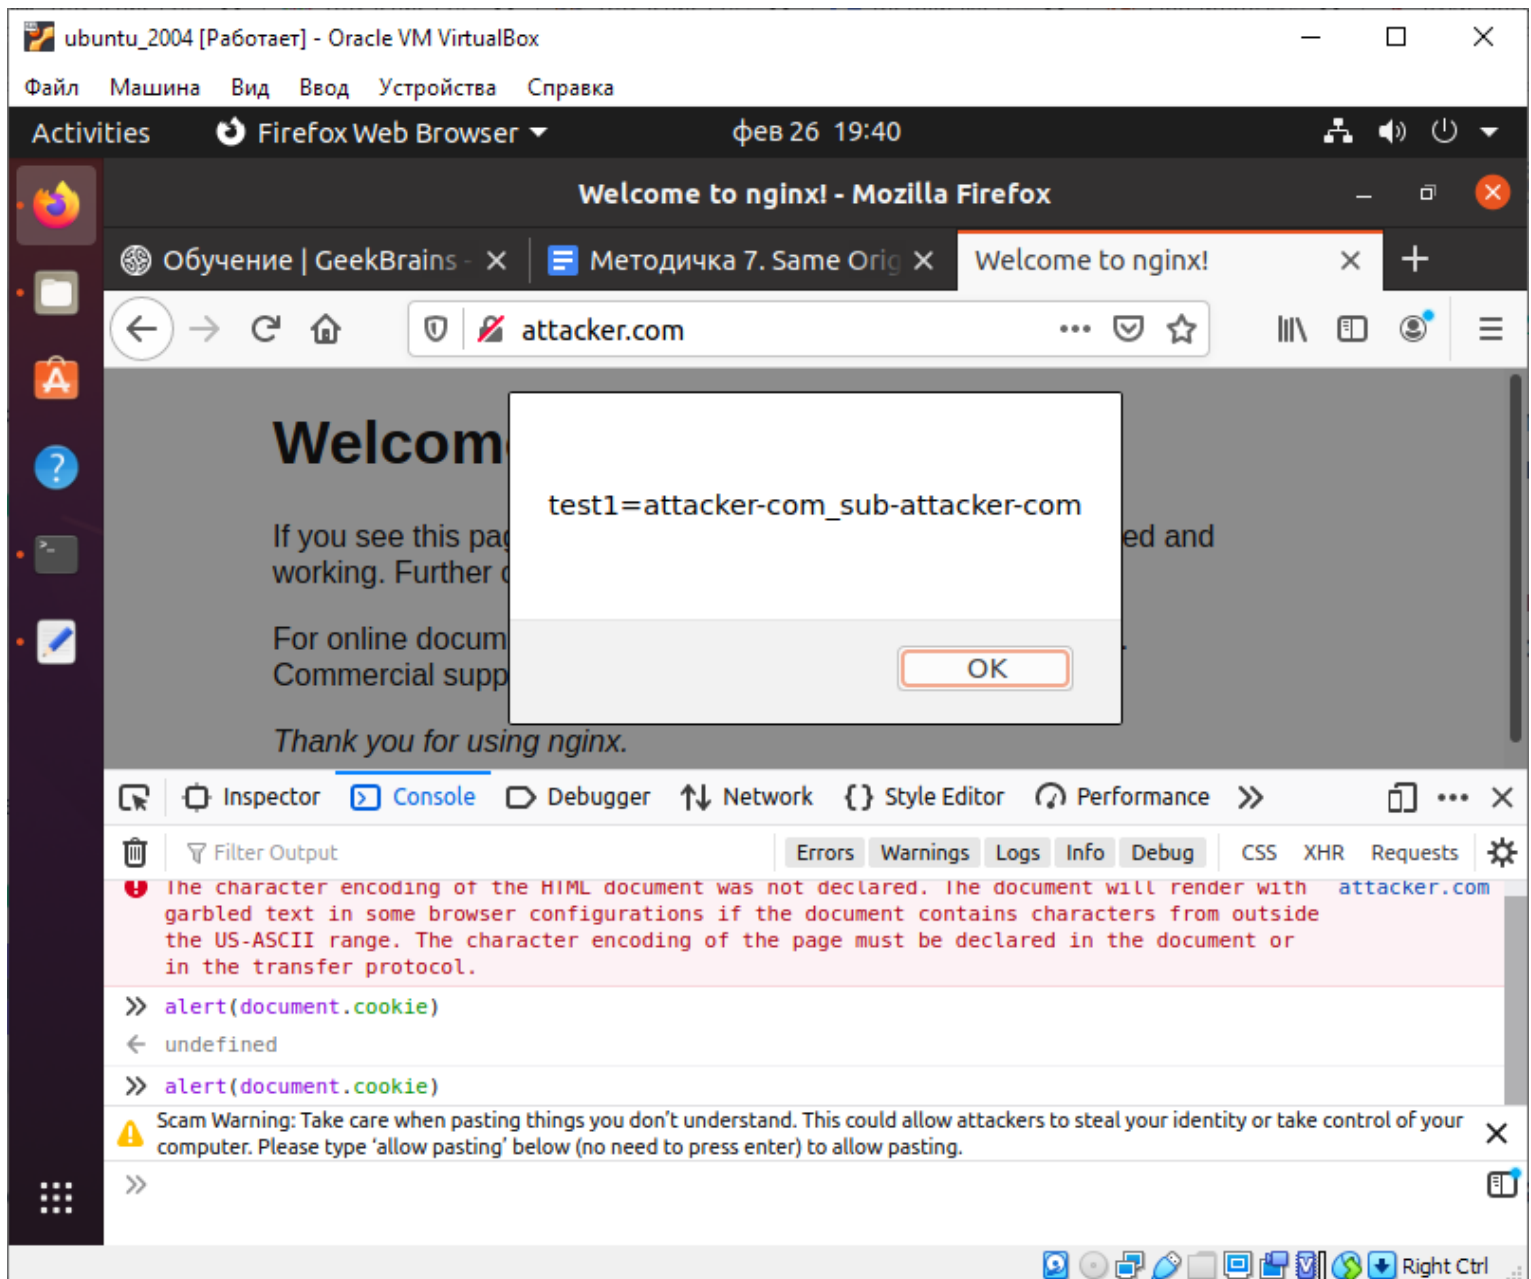 ubuntu_2004 [Работает] - Oracle VM VirtualBox
Файл Машина Вид Ввод Устройства Справка
Activities Firefox Web Browser фев 26 19:40
Welcome to nginx! - Mozilla Firefox
Обучение | GeekBrains - Методичка 7. Same Orig Welcome to nginx!
attacker.com
Welcom
test1=attacker-com_sub-attacker-com
If you see this pag ed and
working. Further
For online docum
Commercial supp
OK
Thank you for using nginx.
Inspector Console Debugger Network Style Editor Performance
Filter Output Errors Warnings Logs Info Debug CSS XHR Requests
The character encoding of the HTML document was not declared. The document will render with attacker.com
garbled text in some browser configurations if the document contains characters from outside
the US-ASCII range. The character encoding of the page must be declared in the document or
in the transfer protocol.
alert(document.cookie)
undefined
alert(document.cookie)
Scam Warning: Take care when pasting things you don't understand. This could allow attackers to steal your identity or take control of your
computer. Please type ‘allow pasting’ below (no need to press enter) to allow pasting.
Right Ctrl